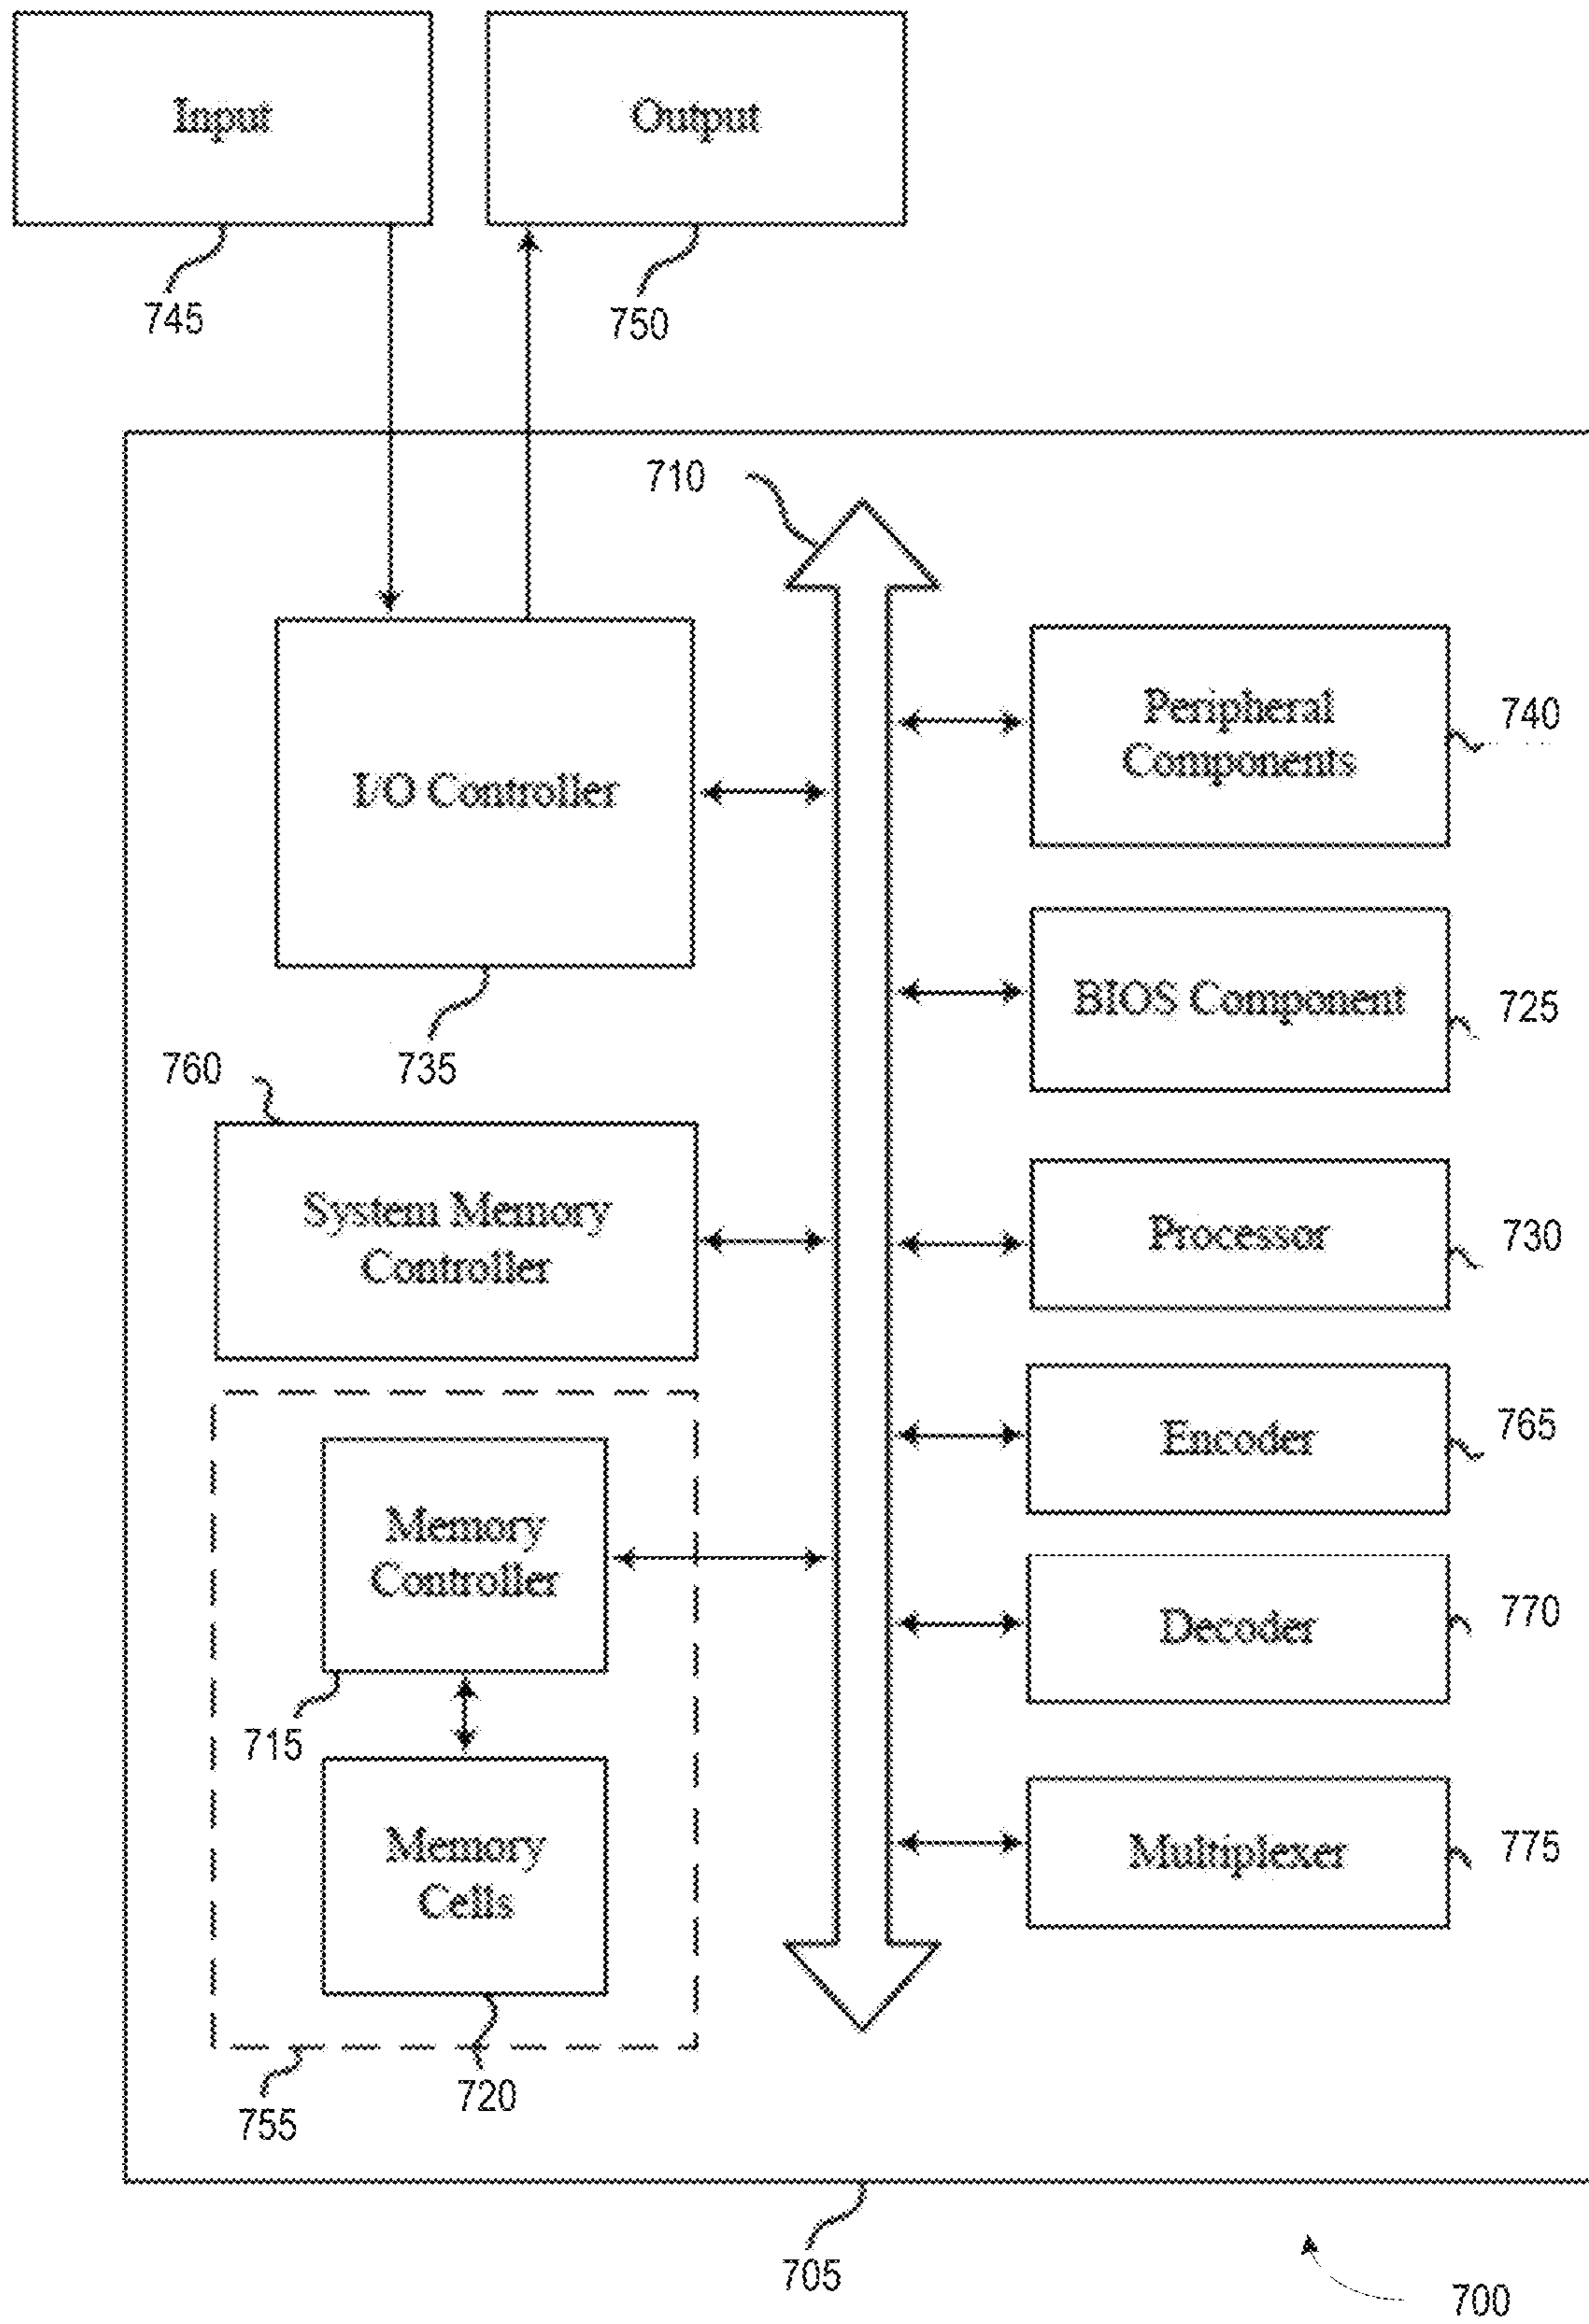 Input
Output
745
750
710
I/O Controller
Peripheral
Components
740
BIOS Component
725
735
760
System Memory
Controller
Processor
730
Encoder
765
Memory
Controller
Decoder
770
715
Memory
Cells
Multiplexer
775
720
755
705
700